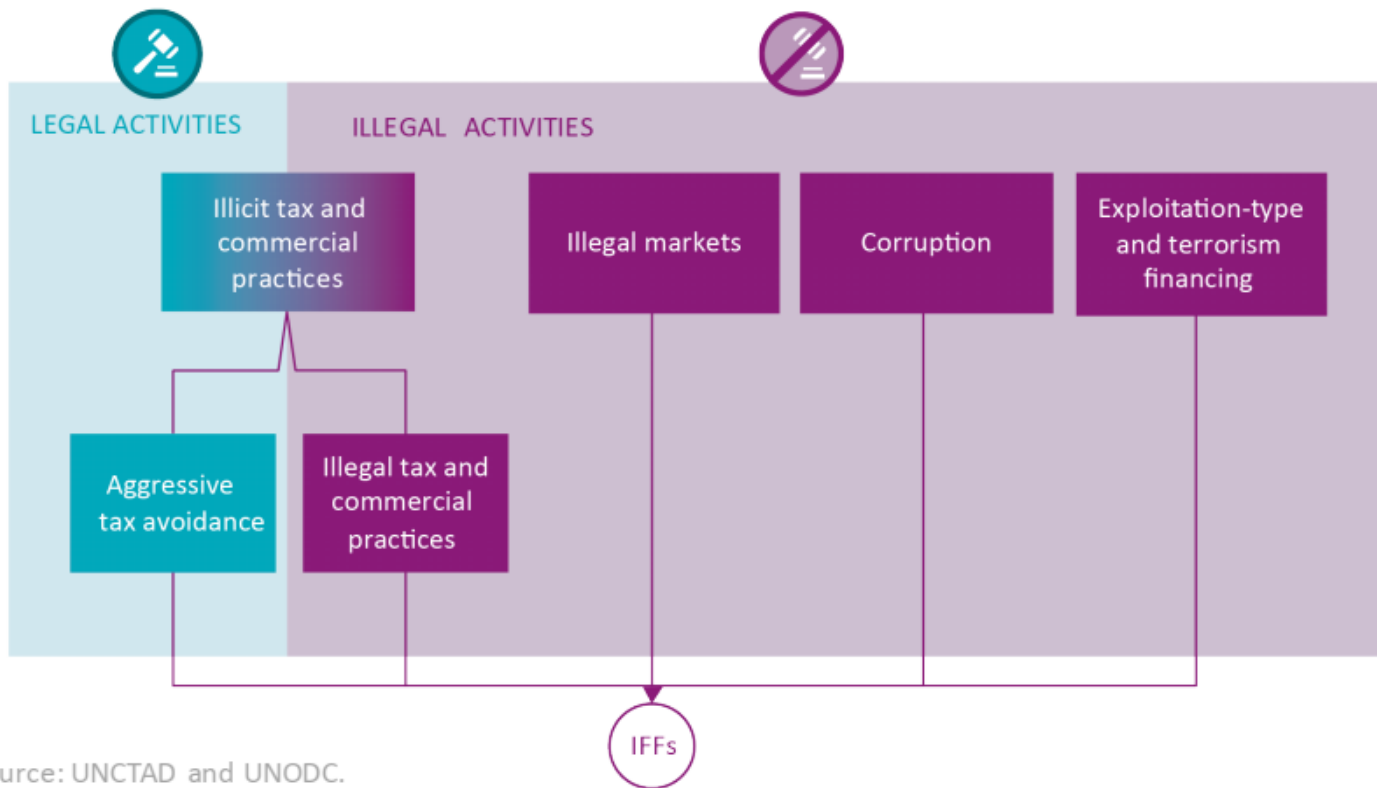 LEGAL ACTIVITIES
ILLEGAL ACTIVITIES
Illicit tax and
commercial
practices
Illegal markets
Corruption
Exploitation-type
and terrorism
financing
Aggressive
tax avoidance
Illegal tax and
commercial
practices
IFFs
urce: UNCTAD and UNODC.